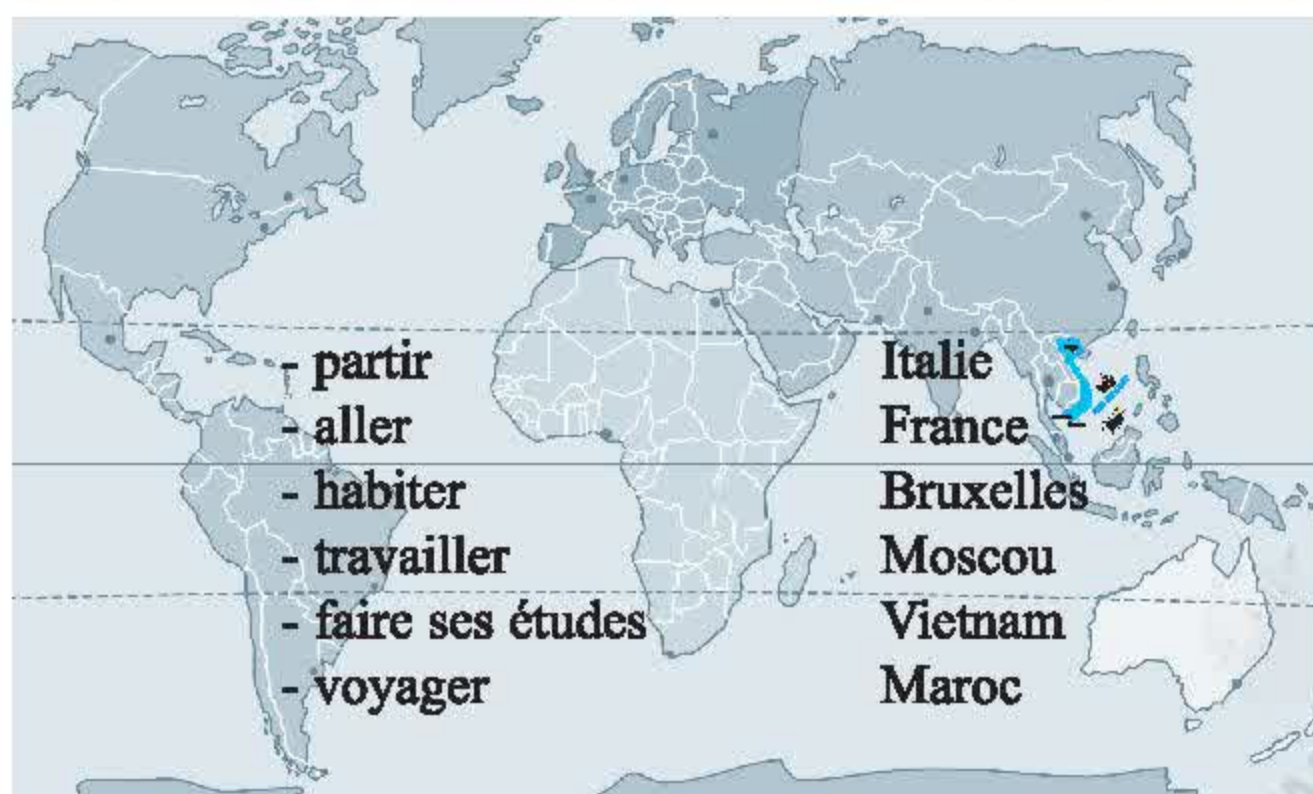 - partir
- aller
- habiter
- travailler
- faire ses études
- voyager
Italie
France
Bruxelles
Moscou
Vietnam
Maroc